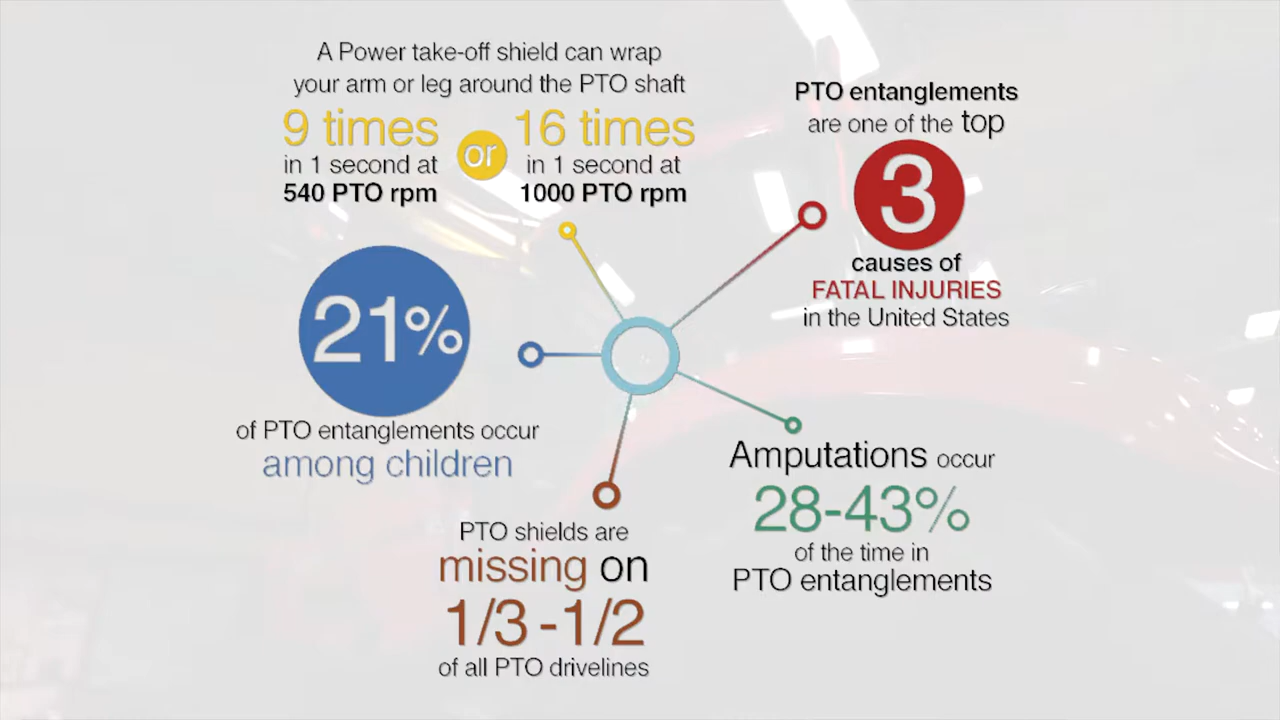 A Power take-off shield can wrap
your arm or leg around the PTO shaft
9 times
in 1 second at
540 PTO rpm
or
16 times
in 1 second at
1000 PTO rpm
PTO entanglements
are one of the top
3
causes of
FATAL INJURIES
in the United States
21%
of PTO entanglements occur
among children
Amputations occur
28-43%
of the time in
PTO entanglements
PTO shields are
missing on
1/3 - 1/2
of all PTO drivelines